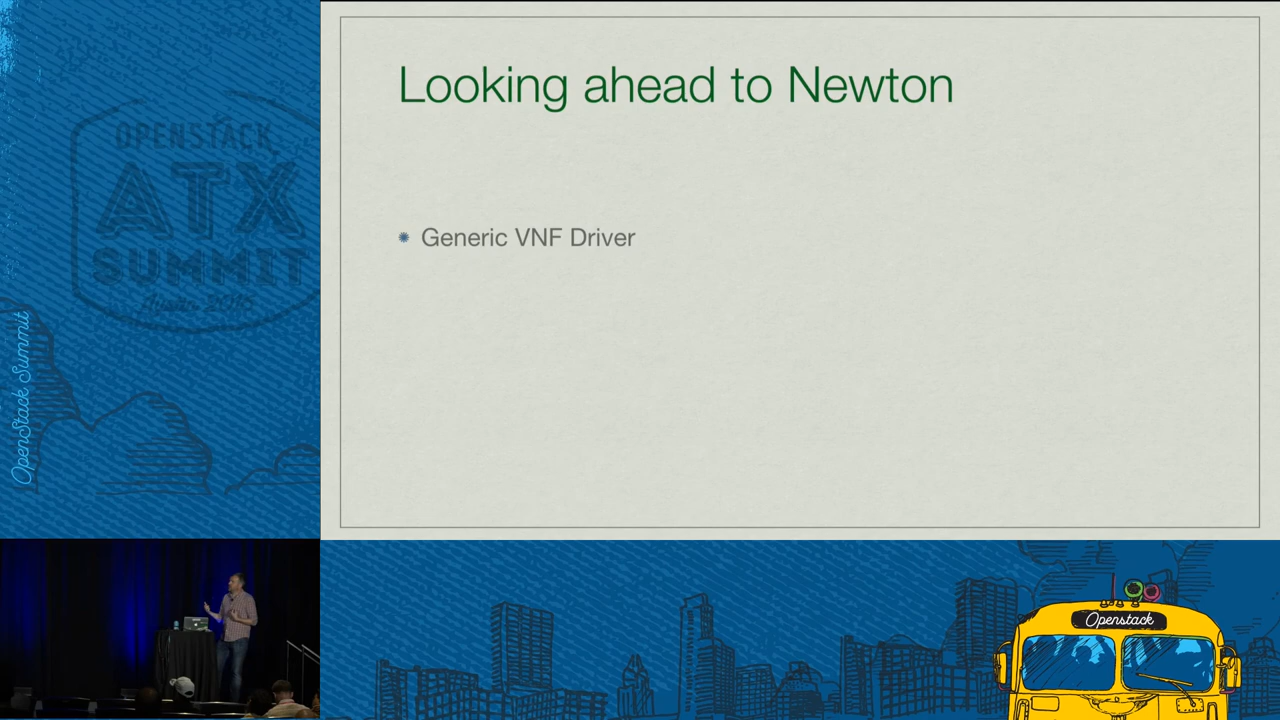 Looking ahead to Newton
Generic VNF Driver
OPENSTACK
ATX
SUMMIT
Austin 2016
OpenStack Summit
Openstack